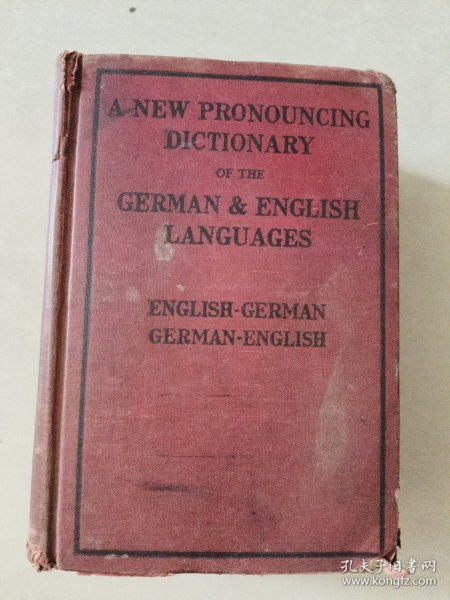 A NEW PRONOUNCING
DICTIONARY
OF THE
GERMAN & ENGLISH
LANGUAGES
ENGLISH-GERMAN
GERMAN-ENGLISH
孔夫子旧书网
www.kongfz.com